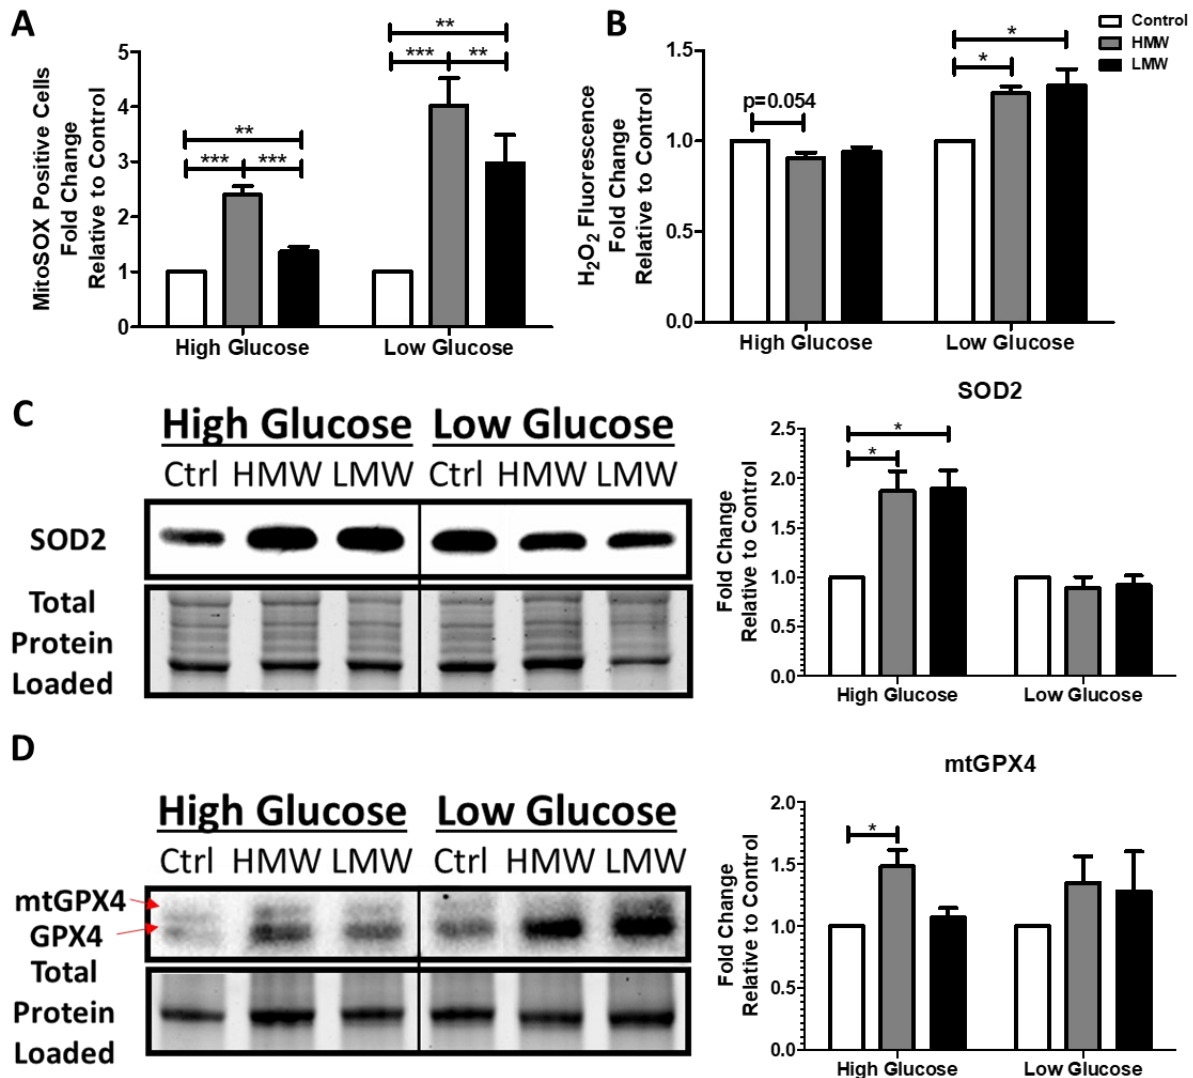 A
MitoSOX Positive Cells
Fold Change
Relative to Control
5
4
3
2
1
0
**
***
***
**
***
**
High Glucose
Low Glucose
B
H₂O₂ Fluorescence
Fold Change
Relative to Control
1.5
1.0
0.5
0.0
p=0.054
*
*
High Glucose
Low Glucose
Control
HMW
LMW
C
High Glucose Low Glucose
Ctrl HMW LMW Ctrl HMW LMW
SOD2
Total
Protein
Loaded
SOD2
Fold Change
Relative to Control
2.5
2.0
1.5
1.0
0.5
0.0
*
*
High Glucose
Low Glucose
D
High Glucose Low Glucose
Ctrl HMW LMW Ctrl HMW LMW
mtGPX4
GPX4
Total
Protein
Loaded
mtGPX4
Fold Change
Relative to Control
2.0
1.5
1.0
0.5
0.0
*
High Glucose
Low Glucose